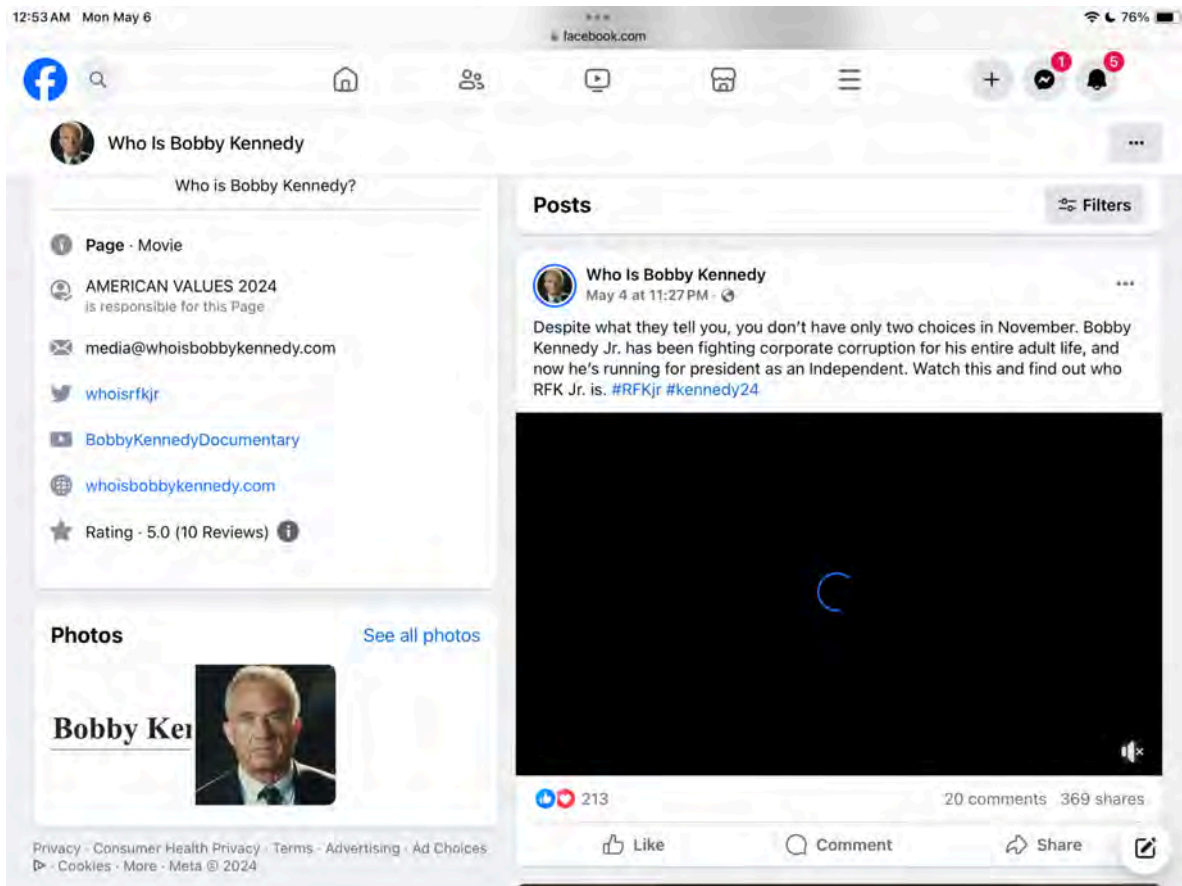 12:53 AM Mon May 6
76%
facebook.com
1
5
Who Is Bobby Kennedy
Who is Bobby Kennedy?
Page · Movie
AMERICAN VALUES 2024
is responsible for this Page
media@whoisbobbykennedy.com
whoisrfkjr
BobbyKennedyDocumentary
whoisbobbykennedy.com
Rating · 5.0 (10 Reviews)
Photos
See all photos
Bobby Ke
Privacy · Consumer Health Privacy · Terms · Advertising · Ad Choices
· Cookies · More · Meta © 2024
Posts
Filters
Who Is Bobby Kennedy
May 4 at 11:27 PM ·
Despite what they tell you, you don't have only two choices in November. Bobby
Kennedy Jr. has been fighting corporate corruption for his entire adult life, and
now he's running for president as an Independent. Watch this and find out who
RFK Jr. is. #RFKjr #kennedy24
213
20 comments 369 shares
Like
Comment
Share